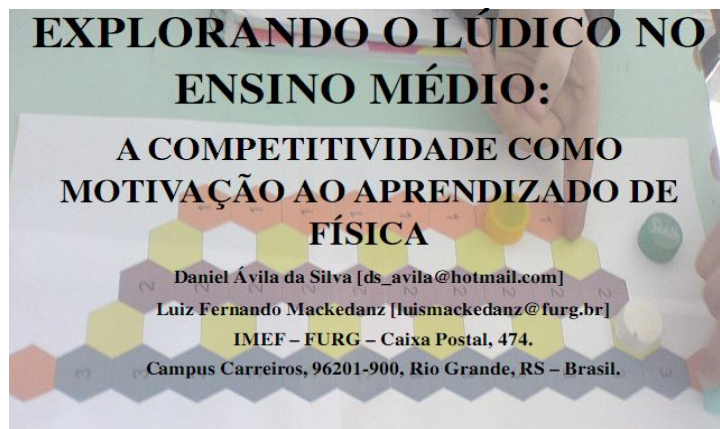 EXPLORANDO O LÚDICO NO
ENSINO MÉDIO:
A COMPETITIVIDADE COMO
MOTIVAÇÃO AO APRENDIZADO DE
FÍSICA
Daniel Ávila da Silva [ds_avila@hotmail.com]
Luiz Fernando Mackedanz [luismackedanz@furg.br]
IMEF – FURG – Caixa Postal, 474.
Campus Carreiros, 96201-900, Rio Grande, RS – Brasil.